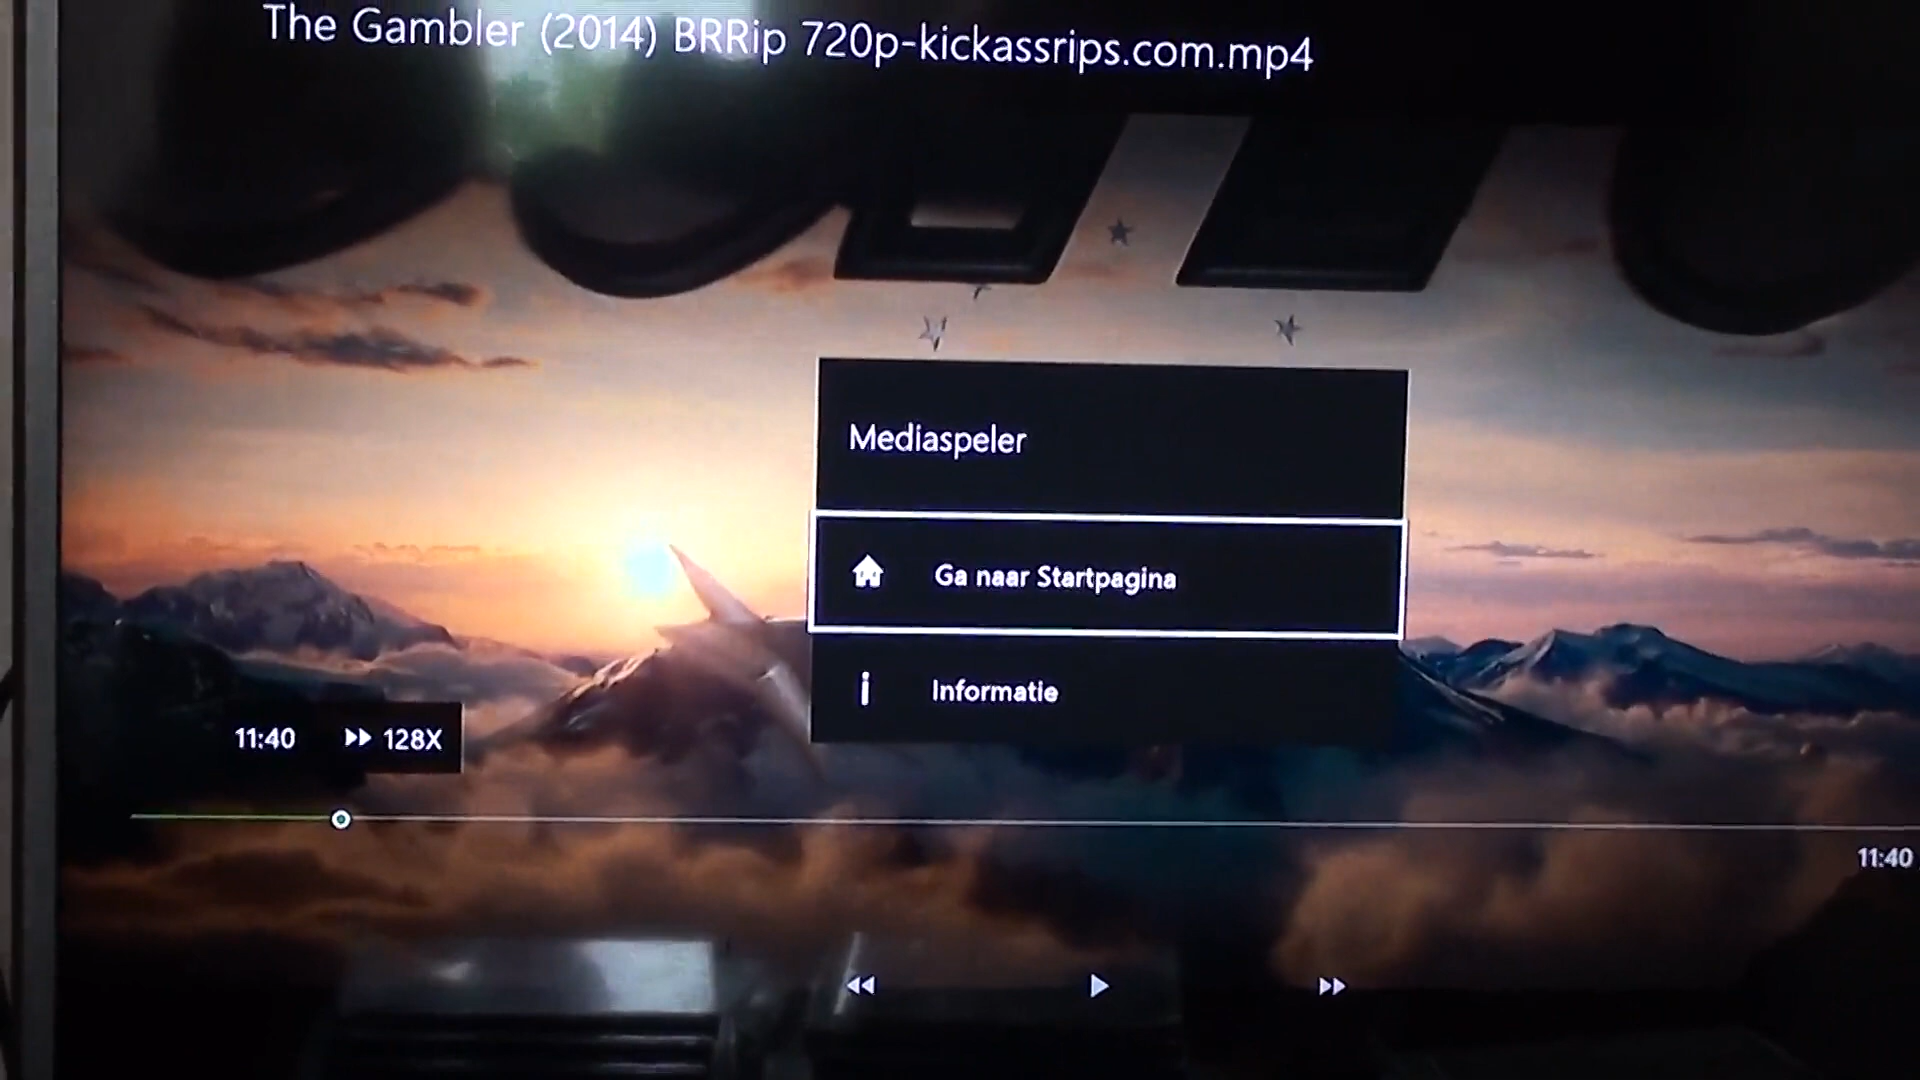 The Gambler (2014) BRRip 720p-kickassrips.com.mp4
Mediaspeler
Ga naar Startpagina
Informatie
11:40
128X
11:40